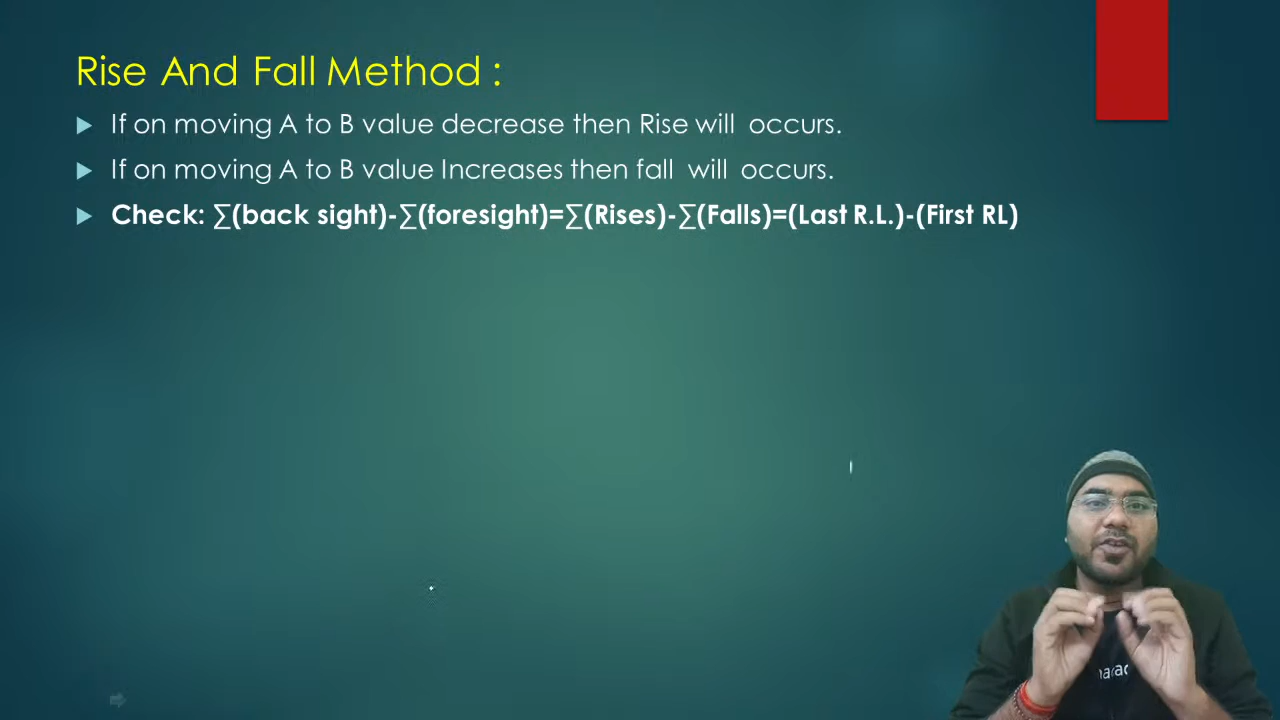 Rise And Fall Method :
If on moving A to B value decrease then Rise will occurs.
If on moving A to B value Increases then fall will occurs.
Check: ∑(back sight)-∑(foresight)=∑(Rises)-∑(Falls)=(Last R.L.)-(First RL)